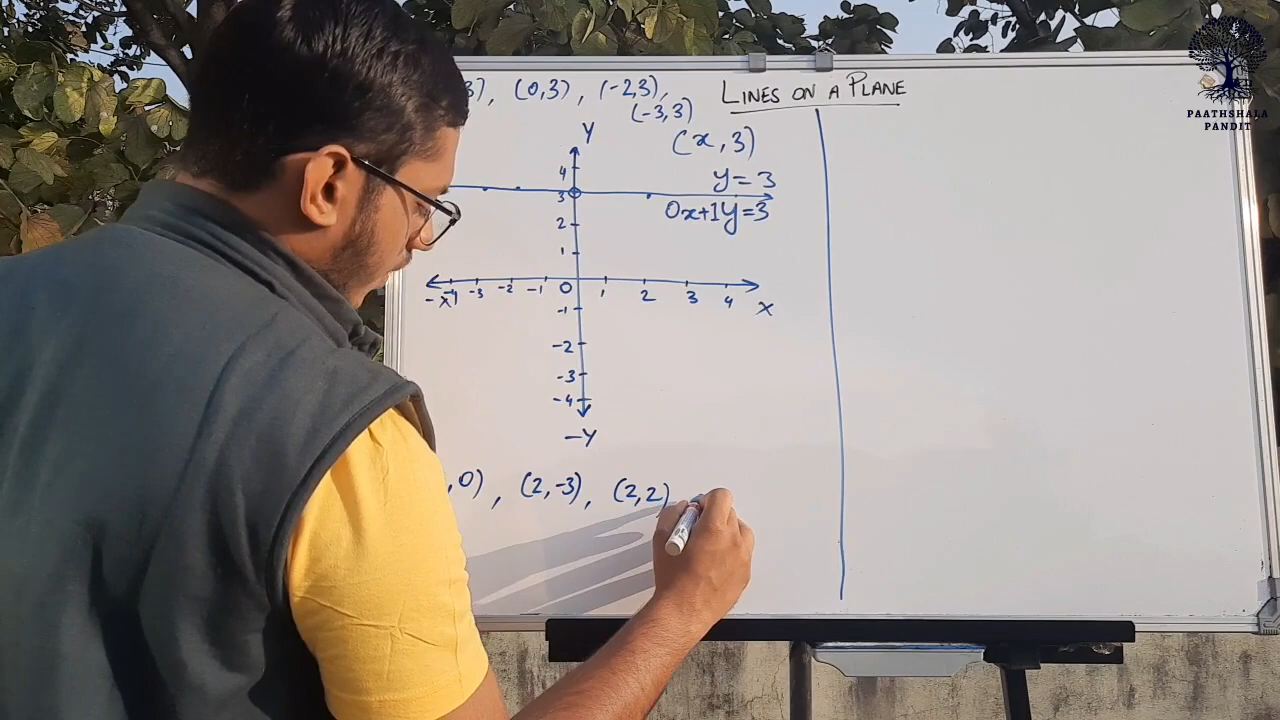 3), (0,3), (-2,3),
(-3,3)
LINES ON A PLANE
(x, 3)
y = 3
0x+1y=3
Y
4
3
2
1
-x -4 -3 -2 -1 0 1 2 3 4 x
-1
-2
-3
-4
-Y
,0), (2,-3), (2,2)
PAATHSHALA
PANDIT